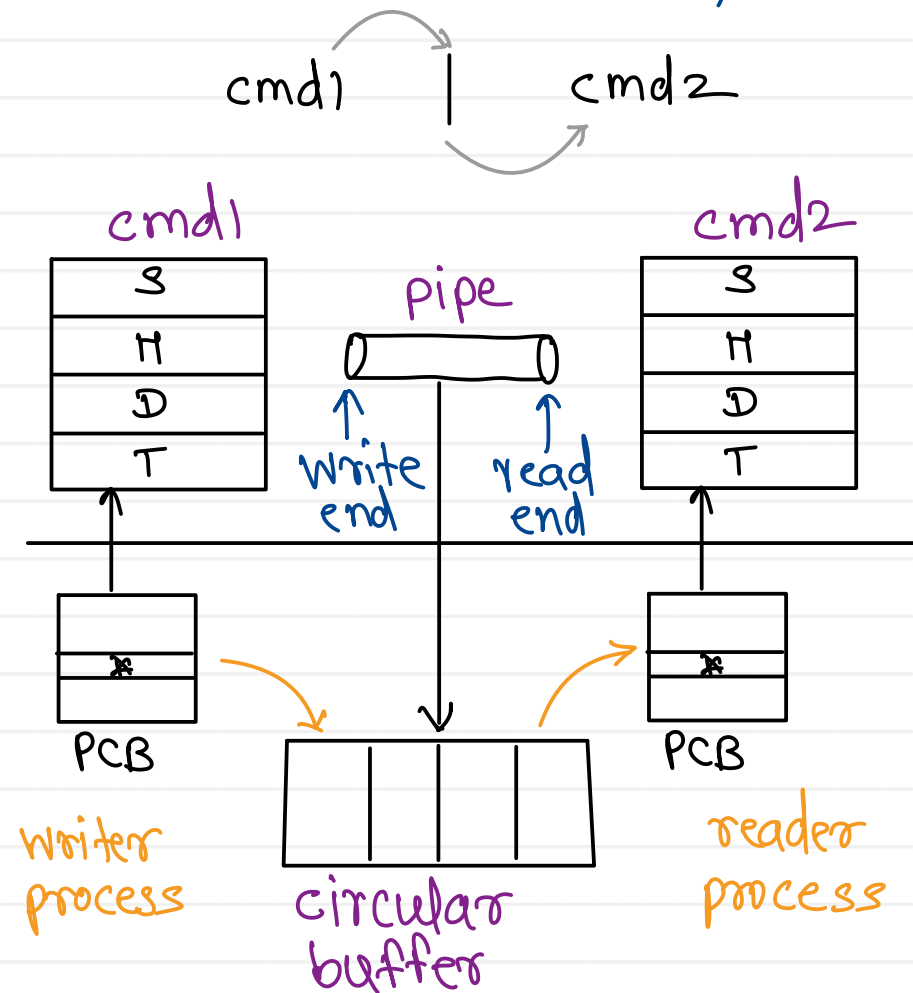 cmd1 | cmd2
cmd1
cmd2
pipe
S
H
D
T
S
H
D
T
write
end
read
end
*
*
PCB
PCB
writer
process
reader
process
circular
buffer